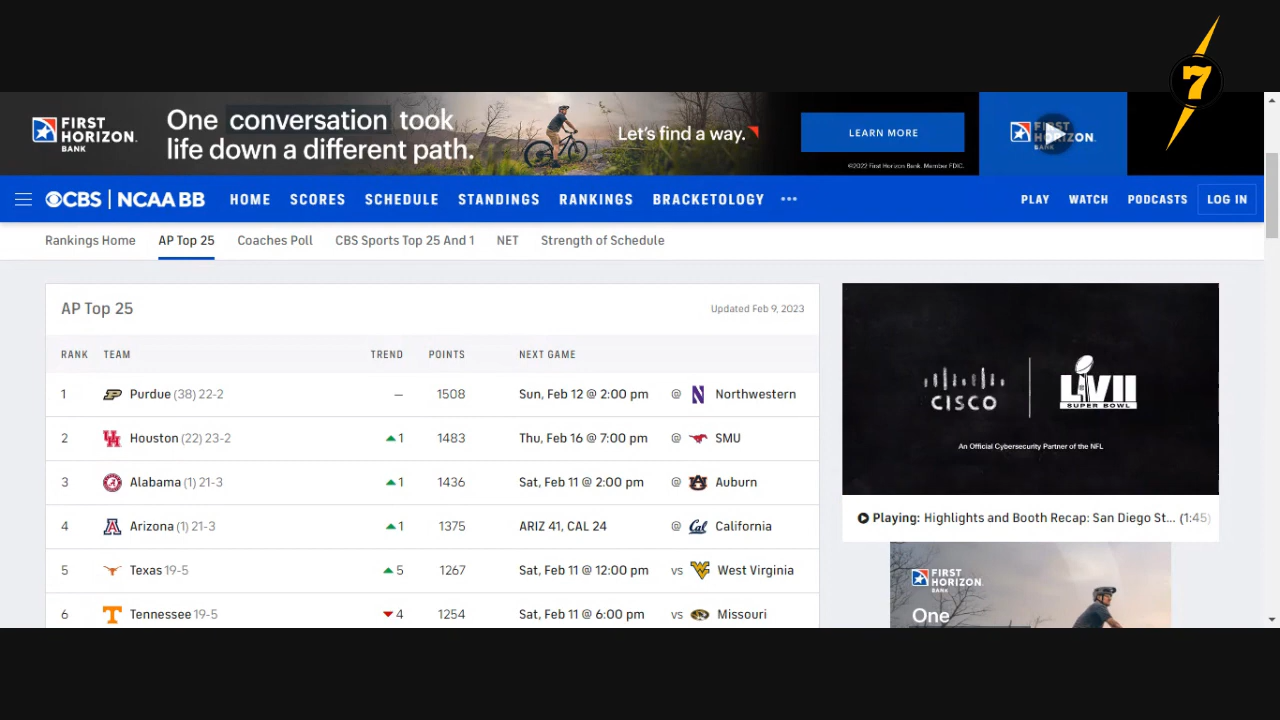 7
FIRST
HORIZON.
BANK
One conversation took
life down a different path.
Let's find a way.
LEARN MORE
©2022 First Horizon Bank. Member FDIC.
FIRST
HORIZON.
BANK
CBS | NCAA BB HOME SCORES SCHEDULE STANDINGS RANKINGS BRACKETOLOGY ••• PLAY WATCH PODCASTS LOG IN
Rankings Home AP Top 25 Coaches Poll CBS Sports Top 25 And 1 NET Strength of Schedule
AP Top 25 Updated Feb 9, 2023
RANK TEAM TREND POINTS NEXT GAME
1 Purdue (38) 22-2 — 1508 Sun, Feb 12 @ 2:00 pm @ Northwestern
2 Houston (22) 23-2 1 1483 Thu, Feb 16 @ 7:00 pm @ SMU
3 Alabama (1) 21-3 1 1436 Sat, Feb 11 @ 2:00 pm @ Auburn
4 Arizona (1) 21-3 1 1375 ARIZ 41, CAL 24 @ Cal California
5 Texas 19-5 5 1267 Sat, Feb 11 @ 12:00 pm vs West Virginia
6 Tennessee 19-5 4 1254 Sat, Feb 11 @ 6:00 pm vs Missouri
CISCO
LVII
SUPER BOWL
An Official Cybersecurity Partner of the NFL
Playing: Highlights and Booth Recap: San Diego St... (1:45)
FIRST
HORIZON.
BANK
One